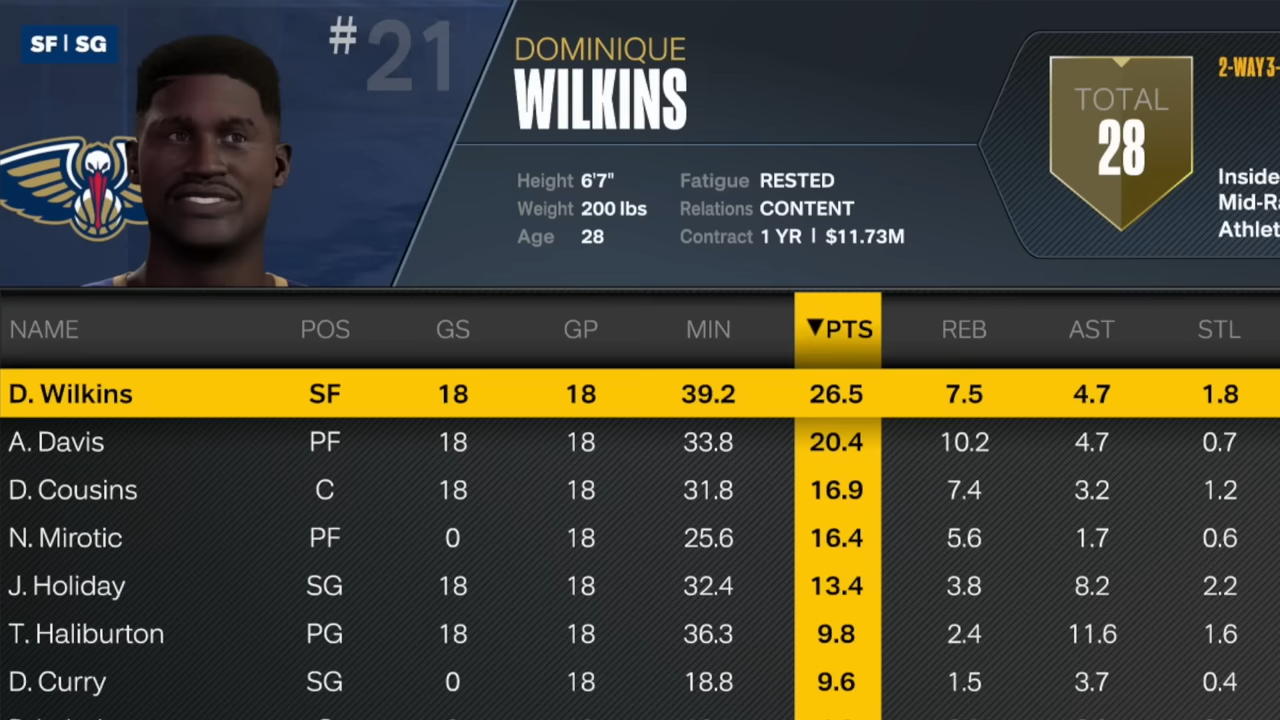 SF | SG
#21
DOMINIQUE
WILKINS
Height 6'7"
Weight 200 lbs
Age 28
Fatigue RESTED
Relations CONTENT
Contract 1 YR | $11.73M
TOTAL
28
2-WAY 3-
Inside
Mid-Ra
Athlet
NAME POS GS GP MIN ▼PTS REB AST STL
D. Wilkins SF 18 18 39.2 26.5 7.5 4.7 1.8
A. Davis PF 18 18 33.8 20.4 10.2 4.7 0.7
D. Cousins C 18 18 31.8 16.9 7.4 3.2 1.2
N. Mirotic PF 0 18 25.6 16.4 5.6 1.7 0.6
J. Holiday SG 18 18 32.4 13.4 3.8 8.2 2.2
T. Haliburton PG 18 18 36.3 9.8 2.4 11.6 1.6
D. Curry SG 0 18 18.8 9.6 1.5 3.7 0.4